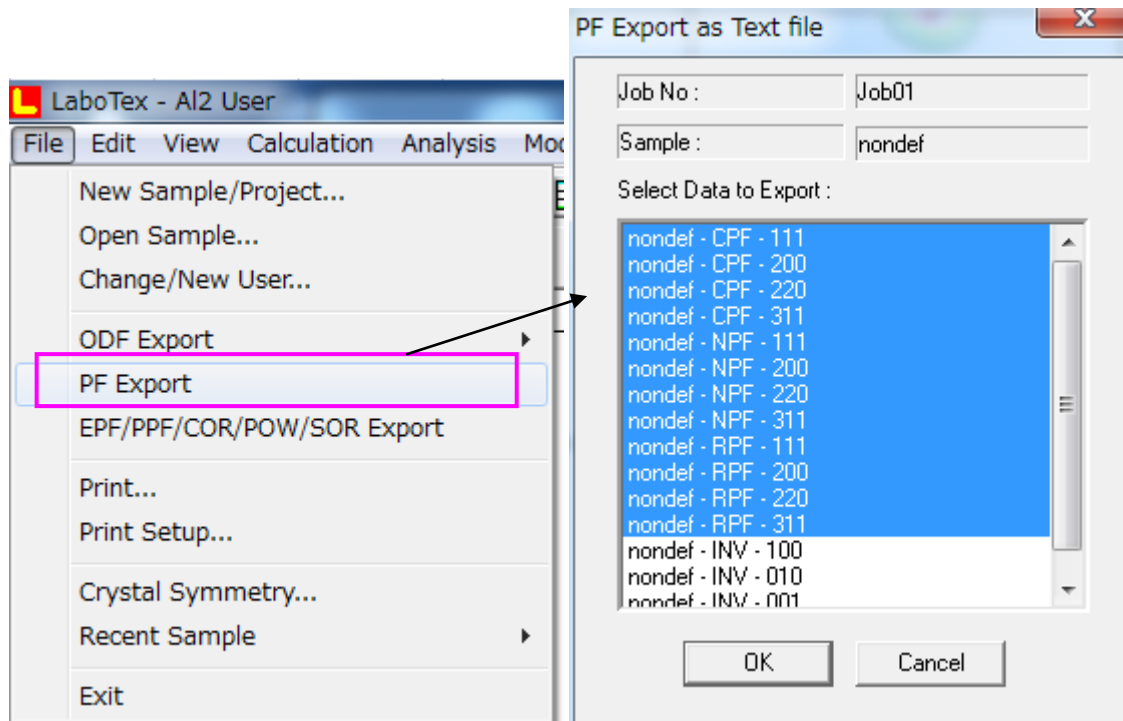 LaboTex - Al2 User
File Edit View Calculation Analysis
New Sample/Project...
Open Sample...
Change/New User...
ODF Export
PF Export
EPF/PPF/COR/POW/SOR Export
Print...
Print Setup...
Crystal Symmetry...
Recent Sample
Exit
PF Export as Text file
Job No : Job01
Sample : nondef
Select Data to Export :
nondef - CPF - 111
nondef - CPF - 200
nondef - CPF - 220
nondef - CPF - 311
nondef - NPF - 111
nondef - NPF - 200
nondef - NPF - 220
nondef - NPF - 311
nondef - RPF - 111
nondef - RPF - 200
nondef - RPF - 220
nondef - RPF - 311
nondef - INV - 100
nondef - INV - 010
nondef - INV - 001
OK Cancel